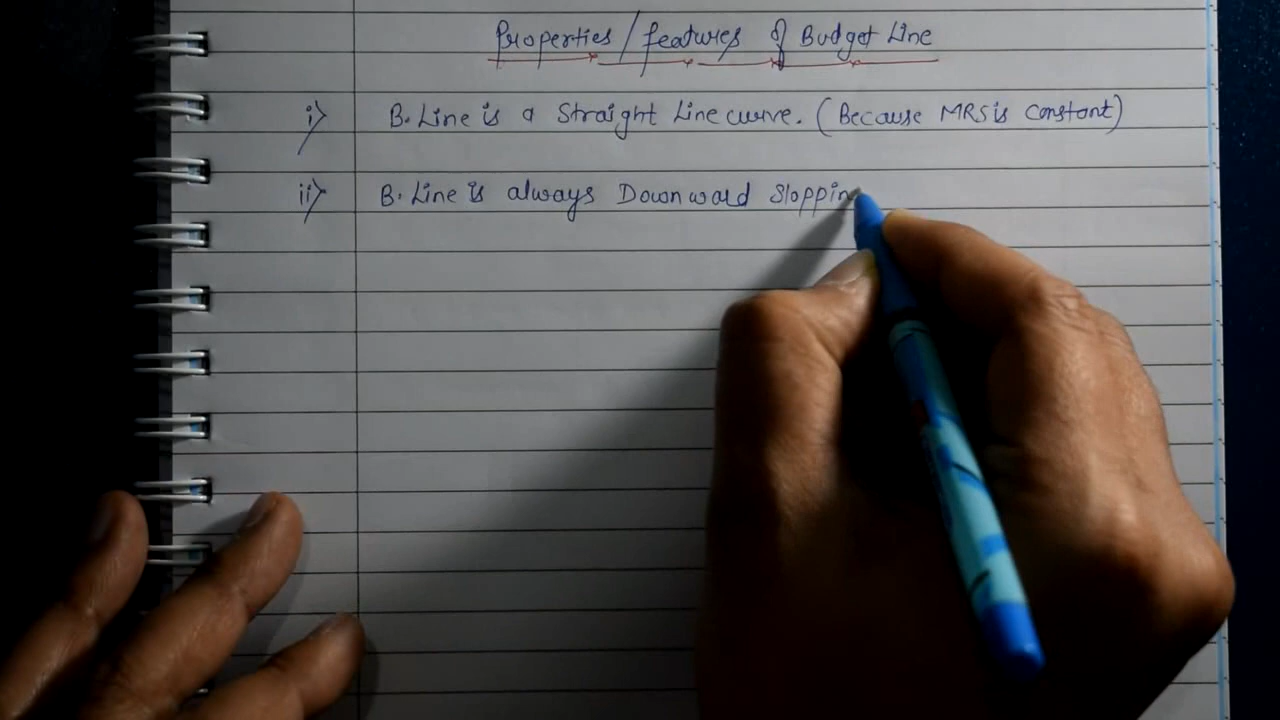 Properties/features of Budget Line
i) B. Line is a Straight Line curve. (Because MRS is constant)
ii) B. Line is always Downward Sloppin